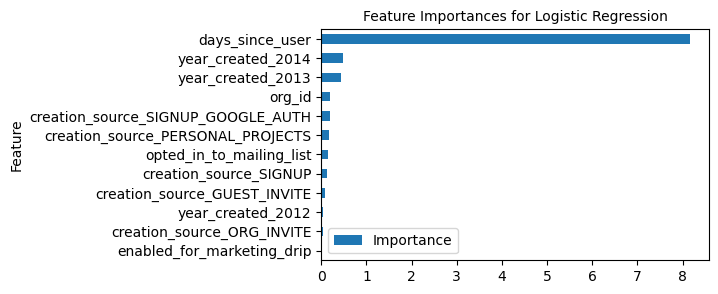 Feature Importances for Logistic Regression
Feature
days_since_user
year_created_2014
year_created_2013
org_id
creation_source_SIGNUP_GOOGLE_AUTH
creation_source_PERSONAL_PROJECTS
opted_in_to_mailing_list
creation_source_SIGNUP
creation_source_GUEST_INVITE
year_created_2012
creation_source_ORG_INVITE
enabled_for_marketing_drip
Importance
0 1 2 3 4 5 6 7 8